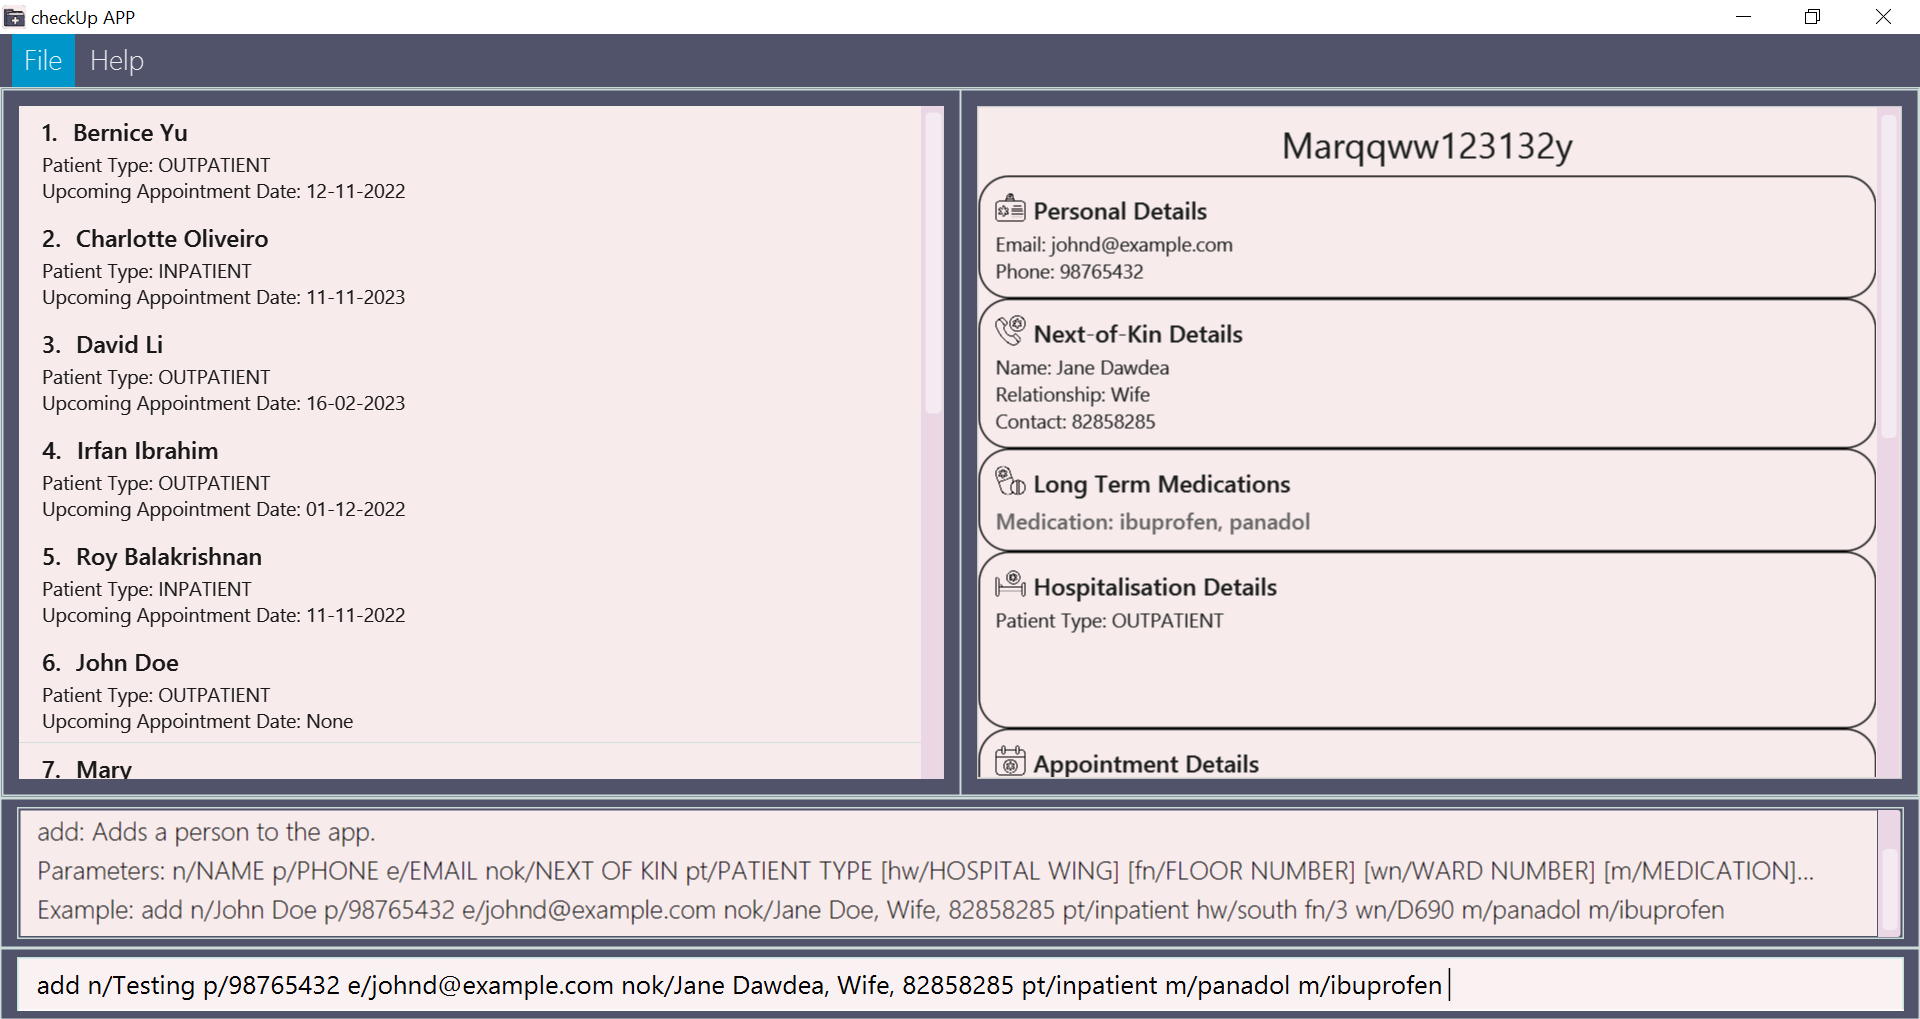 checkUp APP
File Help
1. Bernice Yu
Patient Type: OUTPATIENT
Upcoming Appointment Date: 12-11-2022
2. Charlotte Oliveiro
Patient Type: INPATIENT
Upcoming Appointment Date: 11-11-2023
3. David Li
Patient Type: OUTPATIENT
Upcoming Appointment Date: 16-02-2023
4. Irfan Ibrahim
Patient Type: OUTPATIENT
Upcoming Appointment Date: 01-12-2022
5. Roy Balakrishnan
Patient Type: INPATIENT
Upcoming Appointment Date: 11-11-2022
6. John Doe
Patient Type: OUTPATIENT
Upcoming Appointment Date: None
7. Mary
Marqqww123132y
Personal Details
Email: johnd@example.com
Phone: 98765432
Next-of-Kin Details
Name: Jane Dawdea
Relationship: Wife
Contact: 82858285
Long Term Medications
Medication: ibuprofen, panadol
Hospitalisation Details
Patient Type: OUTPATIENT
Appointment Details
add: Adds a person to the app.
Parameters: n/NAME p/PHONE e/EMAIL nok/NEXT OF KIN pt/PATIENT TYPE [hw/HOSPITAL WING] [fn/FLOOR NUMBER] [wn/WARD NUMBER] [m/MEDICATION]...
Example: add n/John Doe p/98765432 e/johnd@example.com nok/Jane Doe, Wife, 82858285 pt/inpatient hw/south fn/3 wn/D690 m/panadol m/ibuprofen
add n/Testing p/98765432 e/johnd@example.com nok/Jane Dawdea, Wife, 82858285 pt/inpatient m/panadol m/ibuprofen